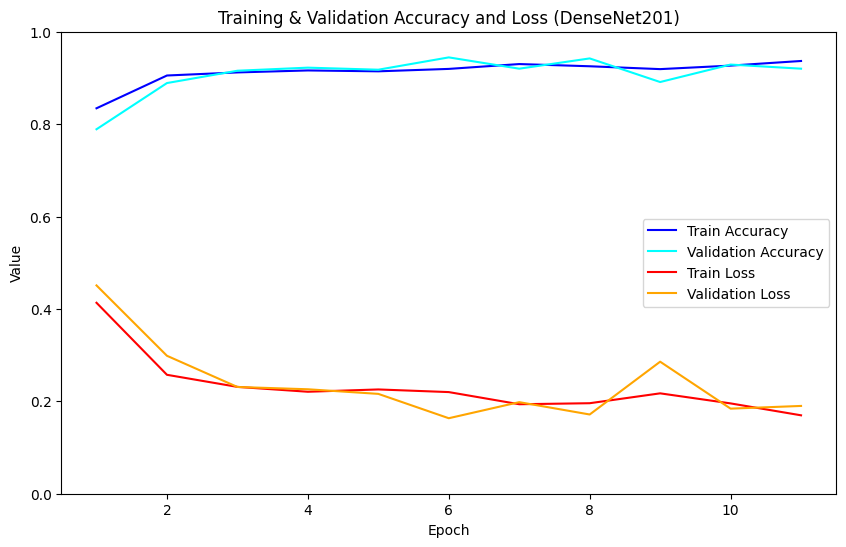 Training & Validation Accuracy and Loss (DenseNet201)
1.0
0.8
0.6
0.4
0.2
0.0
Value
Train Accuracy
Validation Accuracy
Train Loss
Validation Loss
2 4 6 8 10
Epoch